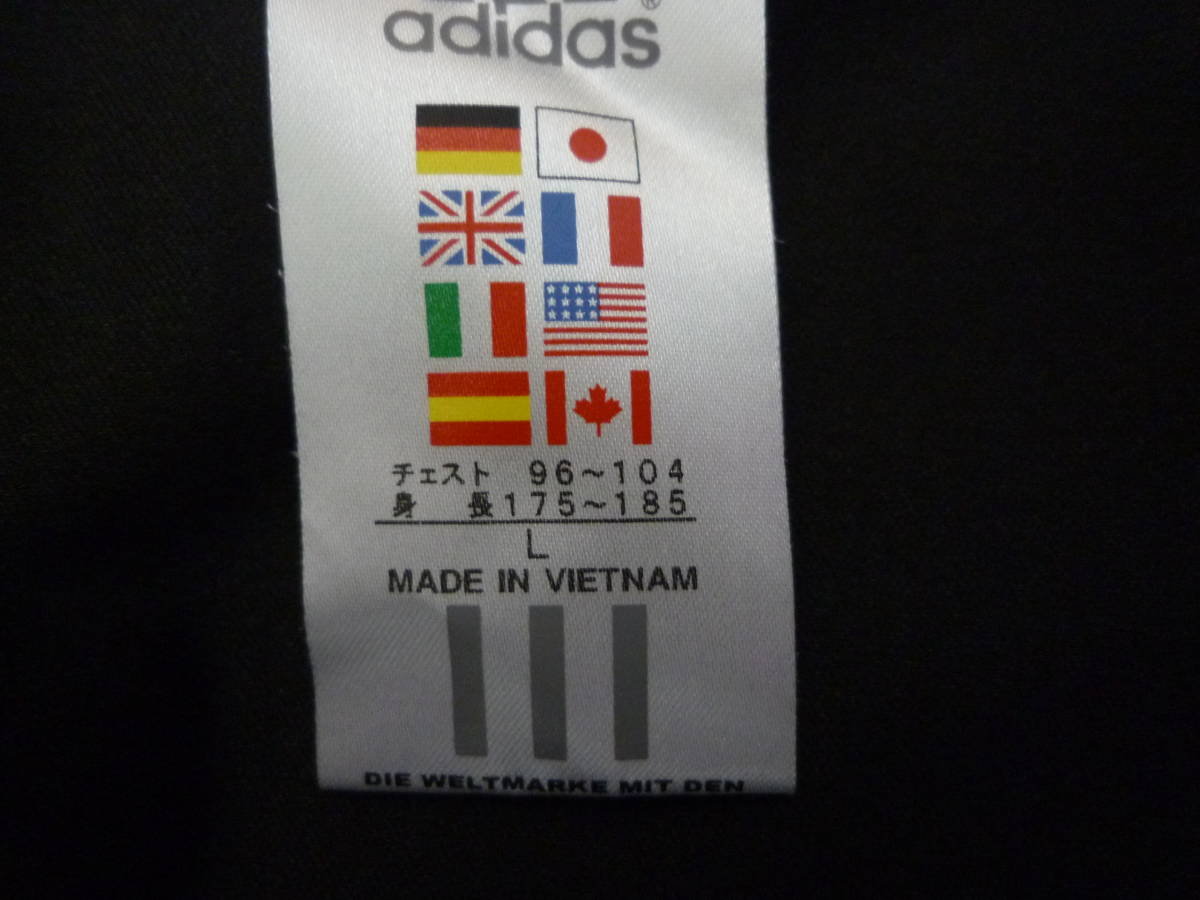 ®
adidas
チェスト 96~104
身 長175~185
L
MADE IN VIETNAM
DIE WELTMARKE MIT DEN